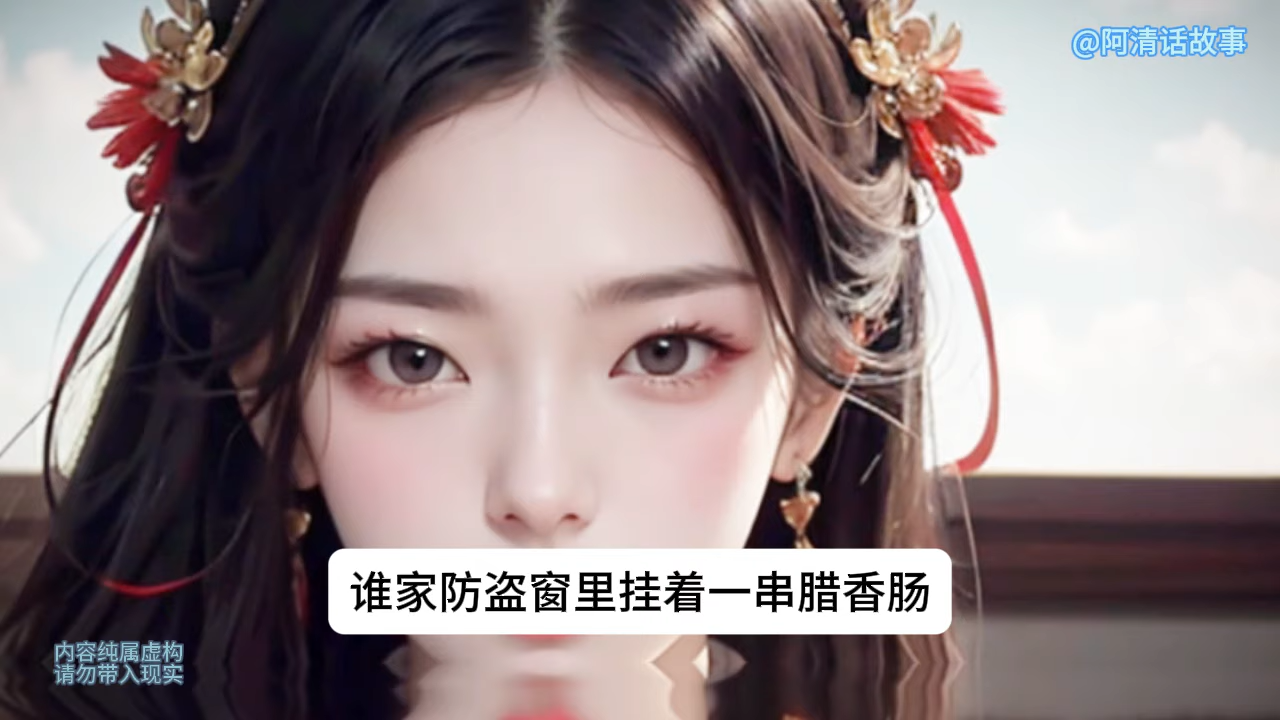 @阿清话故事
谁家防盗窗里挂着一串腊香肠
内容纯属虚构
请勿带入现实